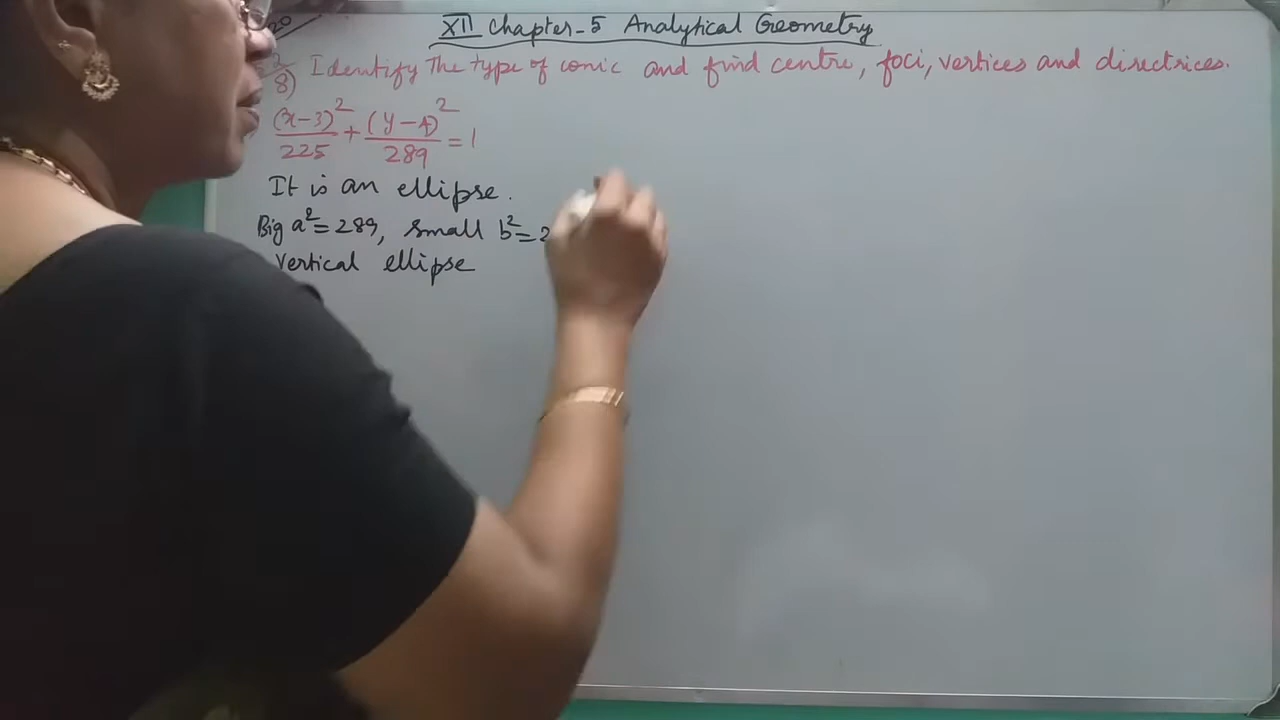 XII Chapter-5 Analytical Geometry
8) Identify The type of conic and find centre, foci, vertices and directrices.
(x-3)²/225 + (y-4)²/289 = 1
It is an ellipse.
Big a²=289, small b²=2
Vertical ellipse